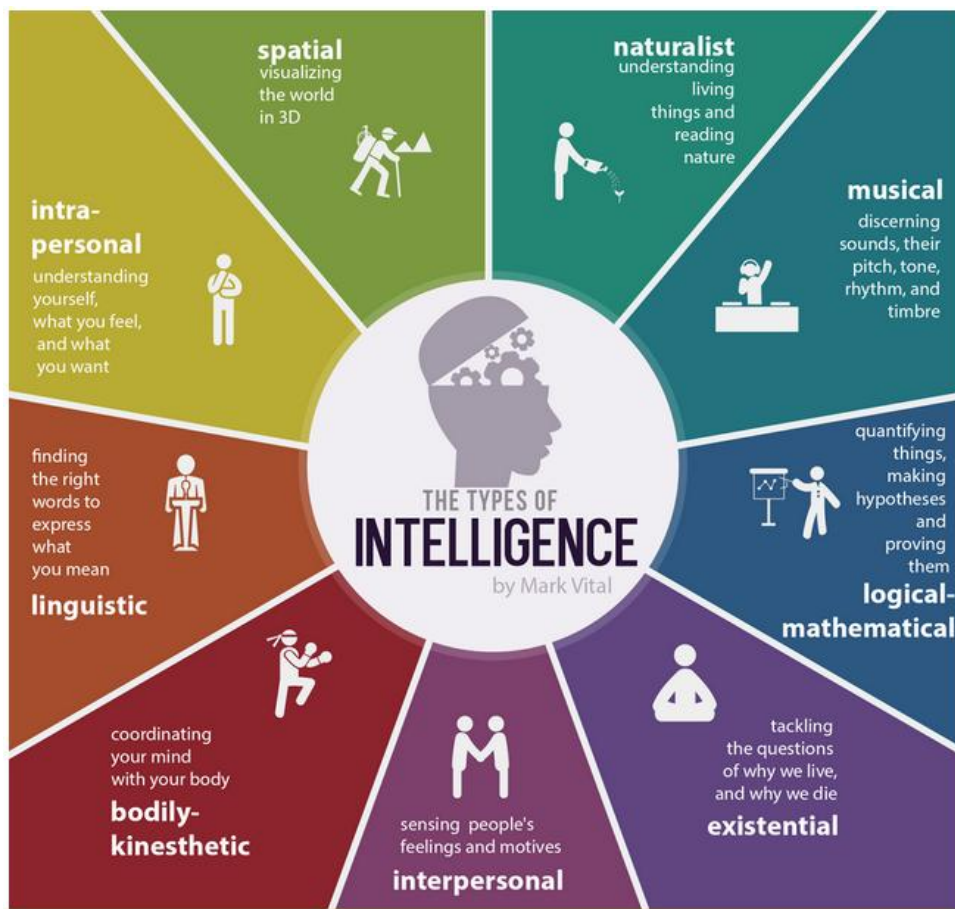 spatial
visualizing
the world
in 3D
naturalist
understanding
living
things and
reading
nature
musical
discerning
sounds, their
pitch, tone,
rhythm, and
timbre
quantifying
things,
making
hypotheses
and
proving
them
logical-
mathematical
tackling
the questions
of why we live,
and why we die
existential
sensing people's
feelings and motives
interpersonal
coordinating
your mind
with your body
bodily-
kinesthetic
finding
the right
words to
express
what
you mean
linguistic
intra-
personal
understanding
yourself,
what you feel,
and what
you want
THE TYPES OF
INTELLIGENCE
by Mark Vital